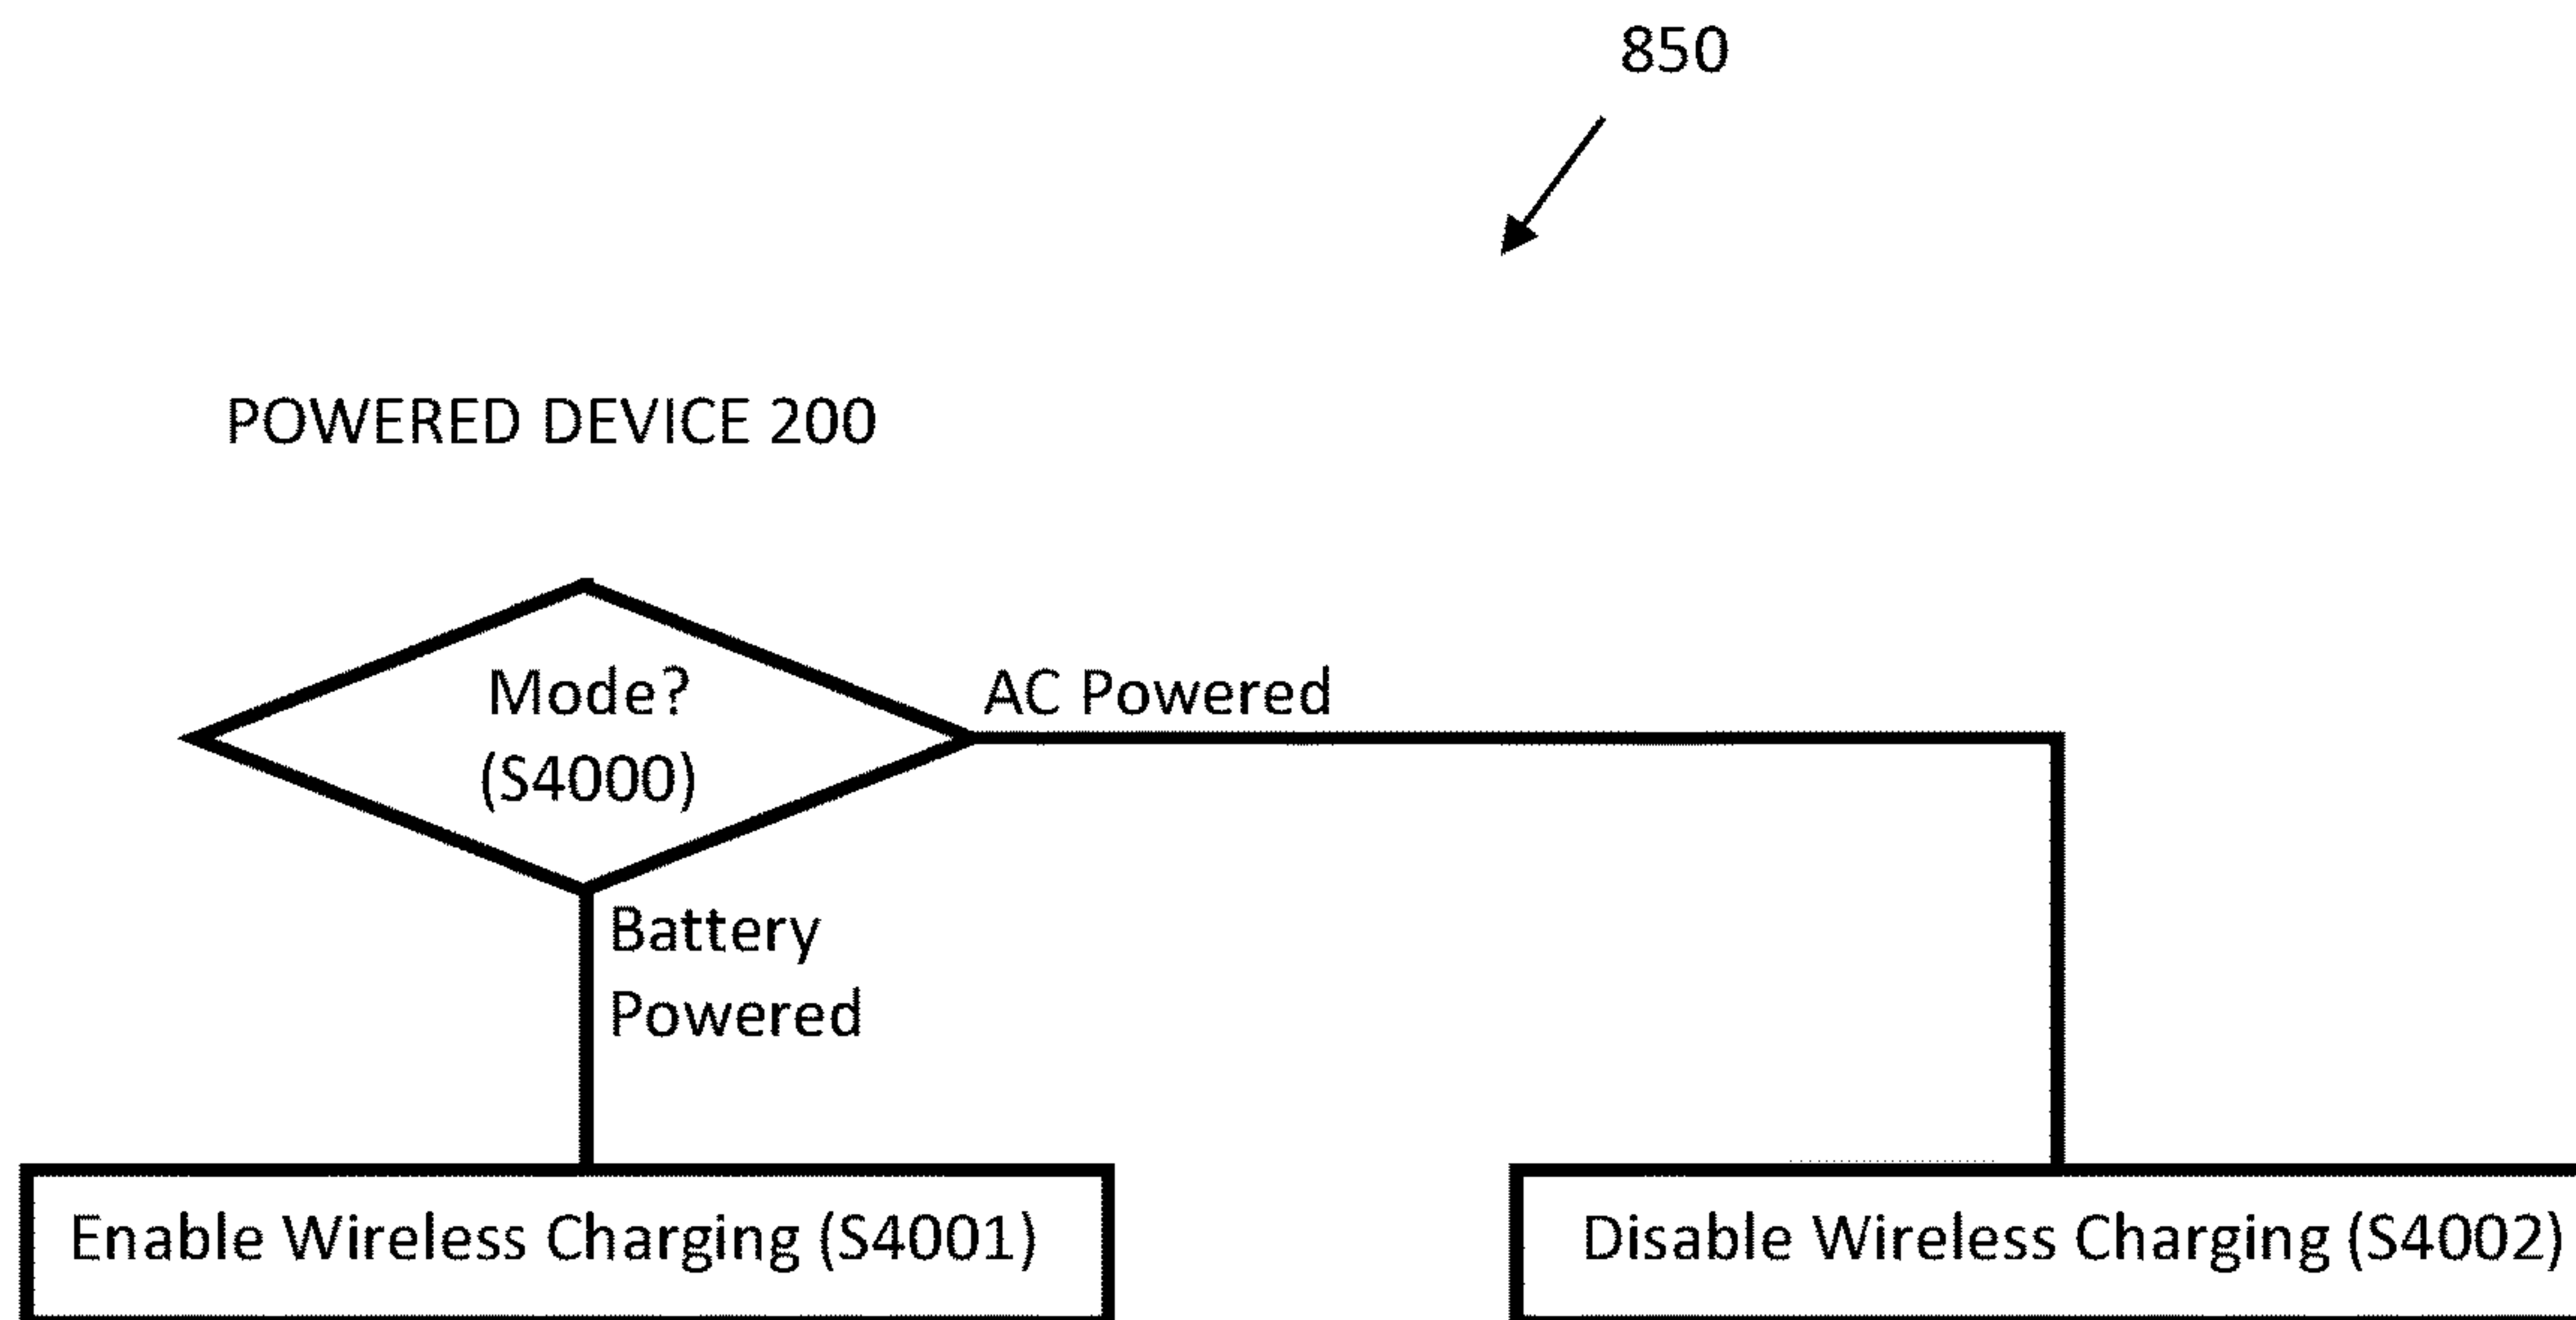 850
POWERED DEVICE 200
Mode?
(S4000)
AC Powered
Battery
Powered
Enable Wireless Charging (S4001)
Disable Wireless Charging (S4002)